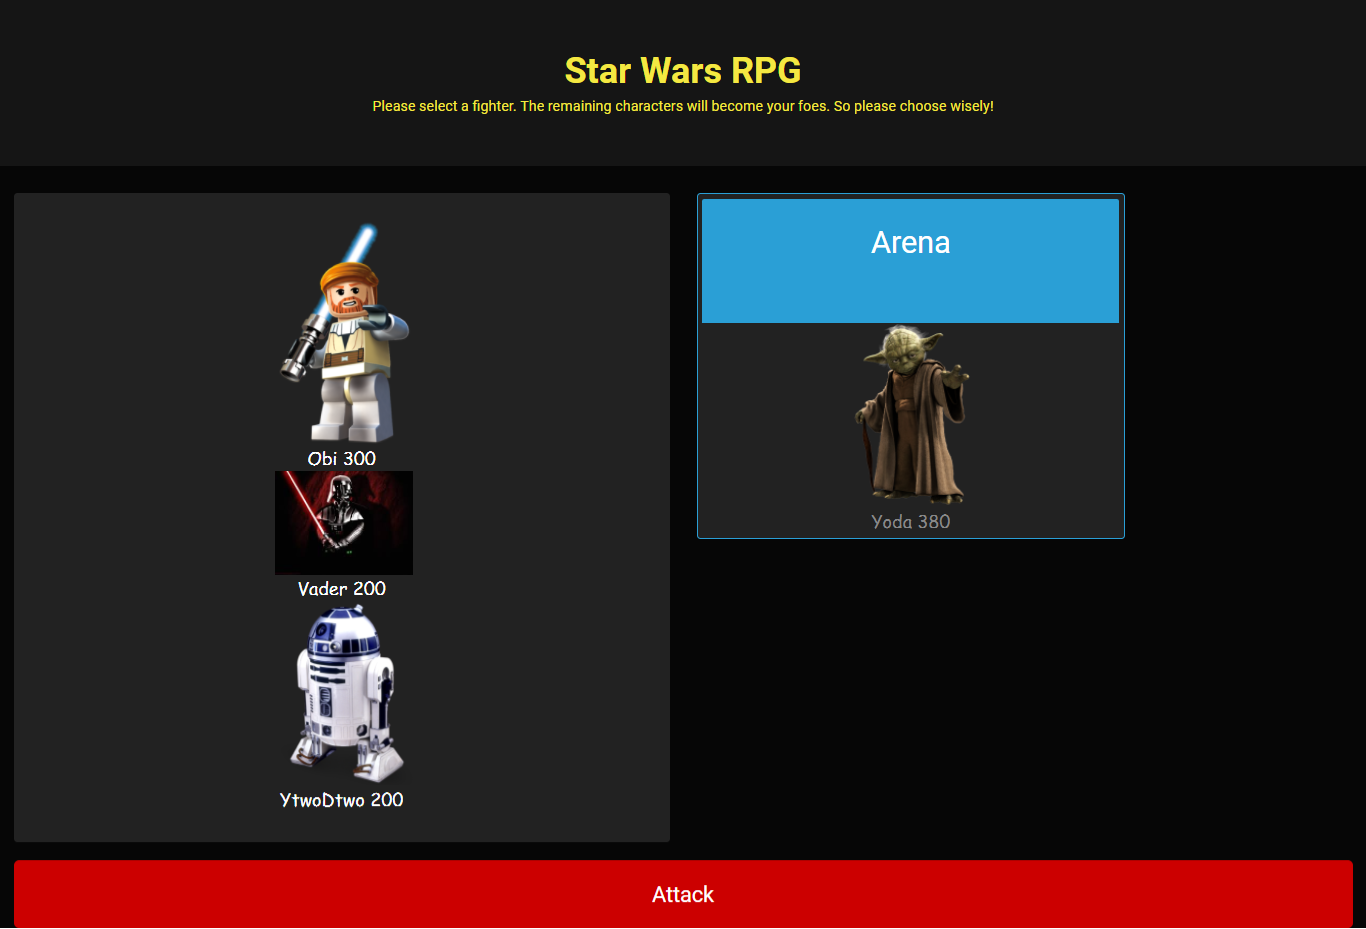 Star Wars RPG
Please select a fighter. The remaining characters will become your foes. So please choose wisely!
Obi 300
Vader 200
YtwoDtwo 200
Arena
Yoda 380
Attack